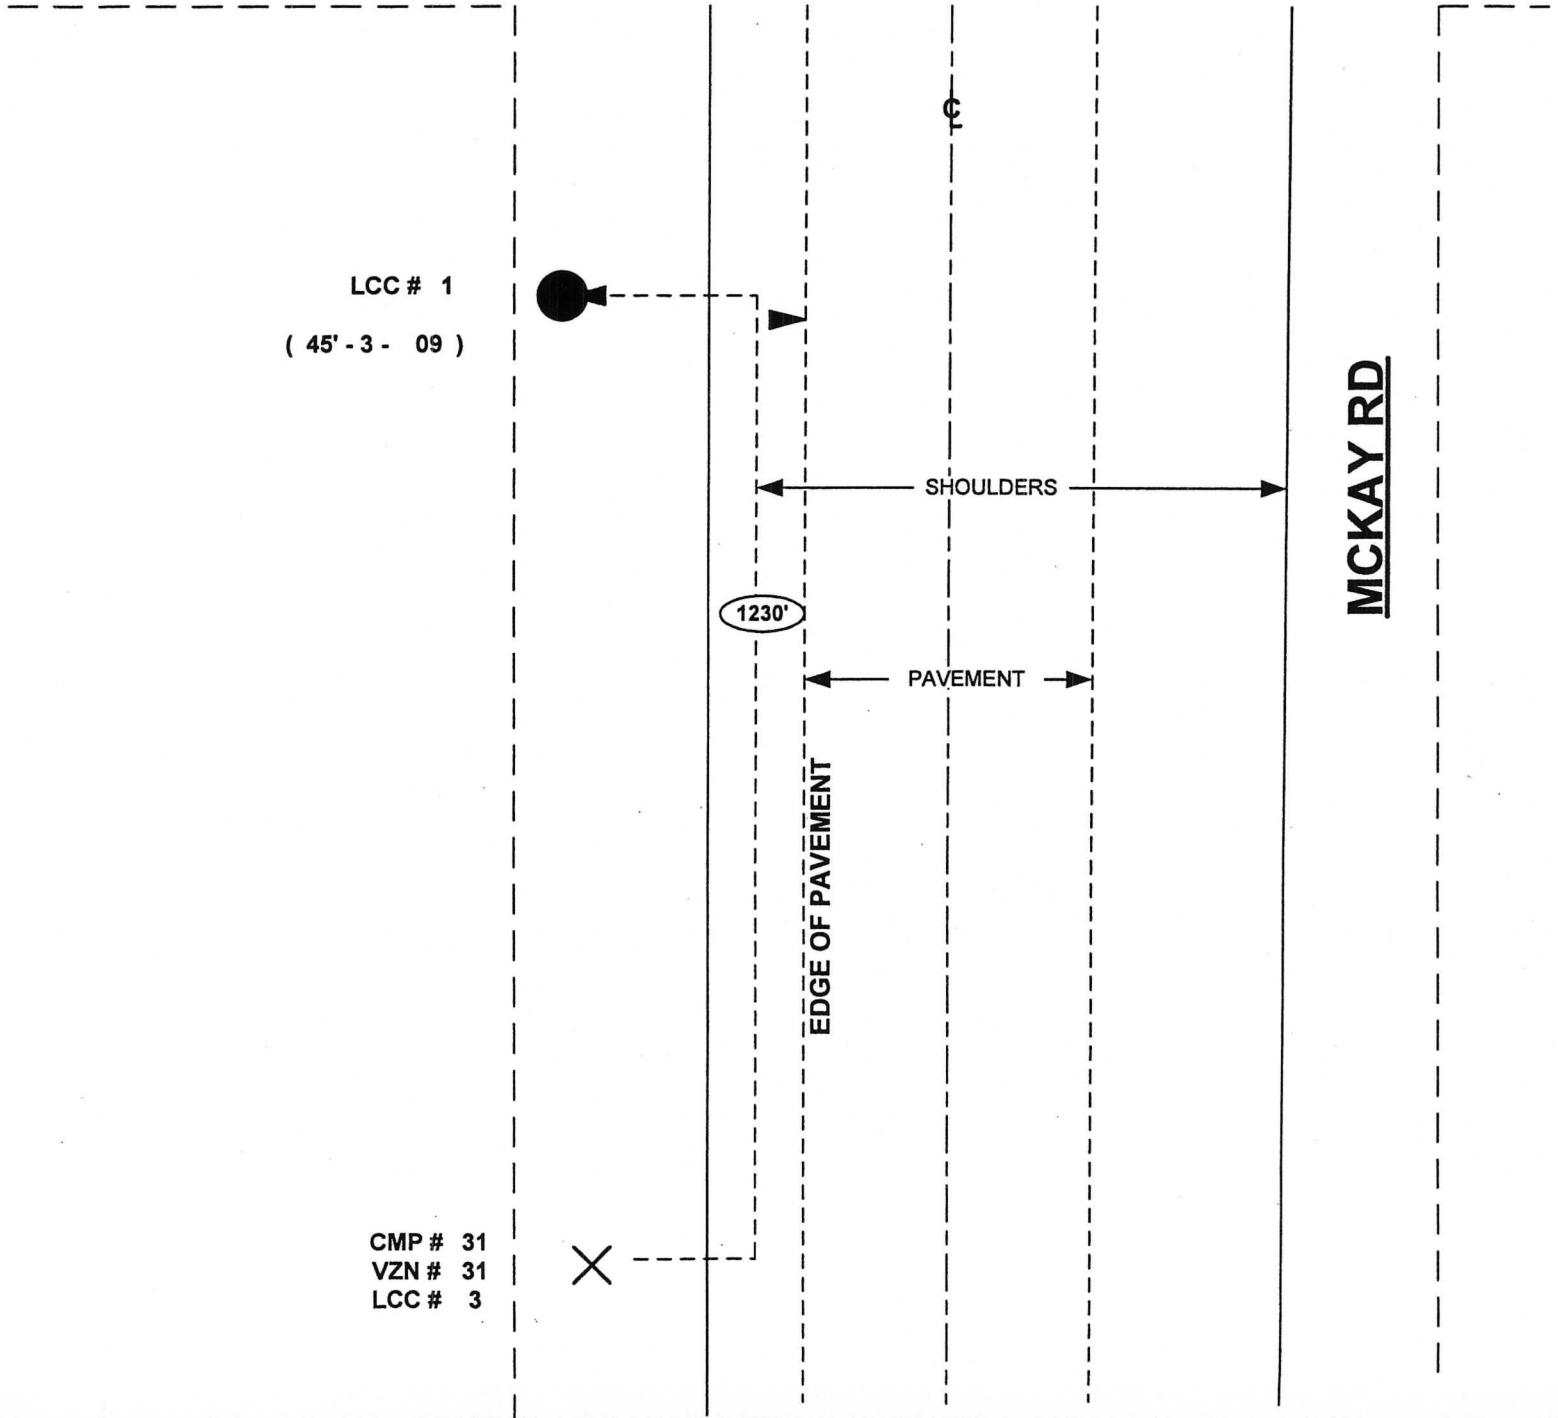 ℄
LCC # 1
( 45' - 3 - 09 )
MCKAY RD
SHOULDERS
1230'
PAVEMENT
EDGE OF PAVEMENT
CMP # 31
VZN # 31
LCC # 3